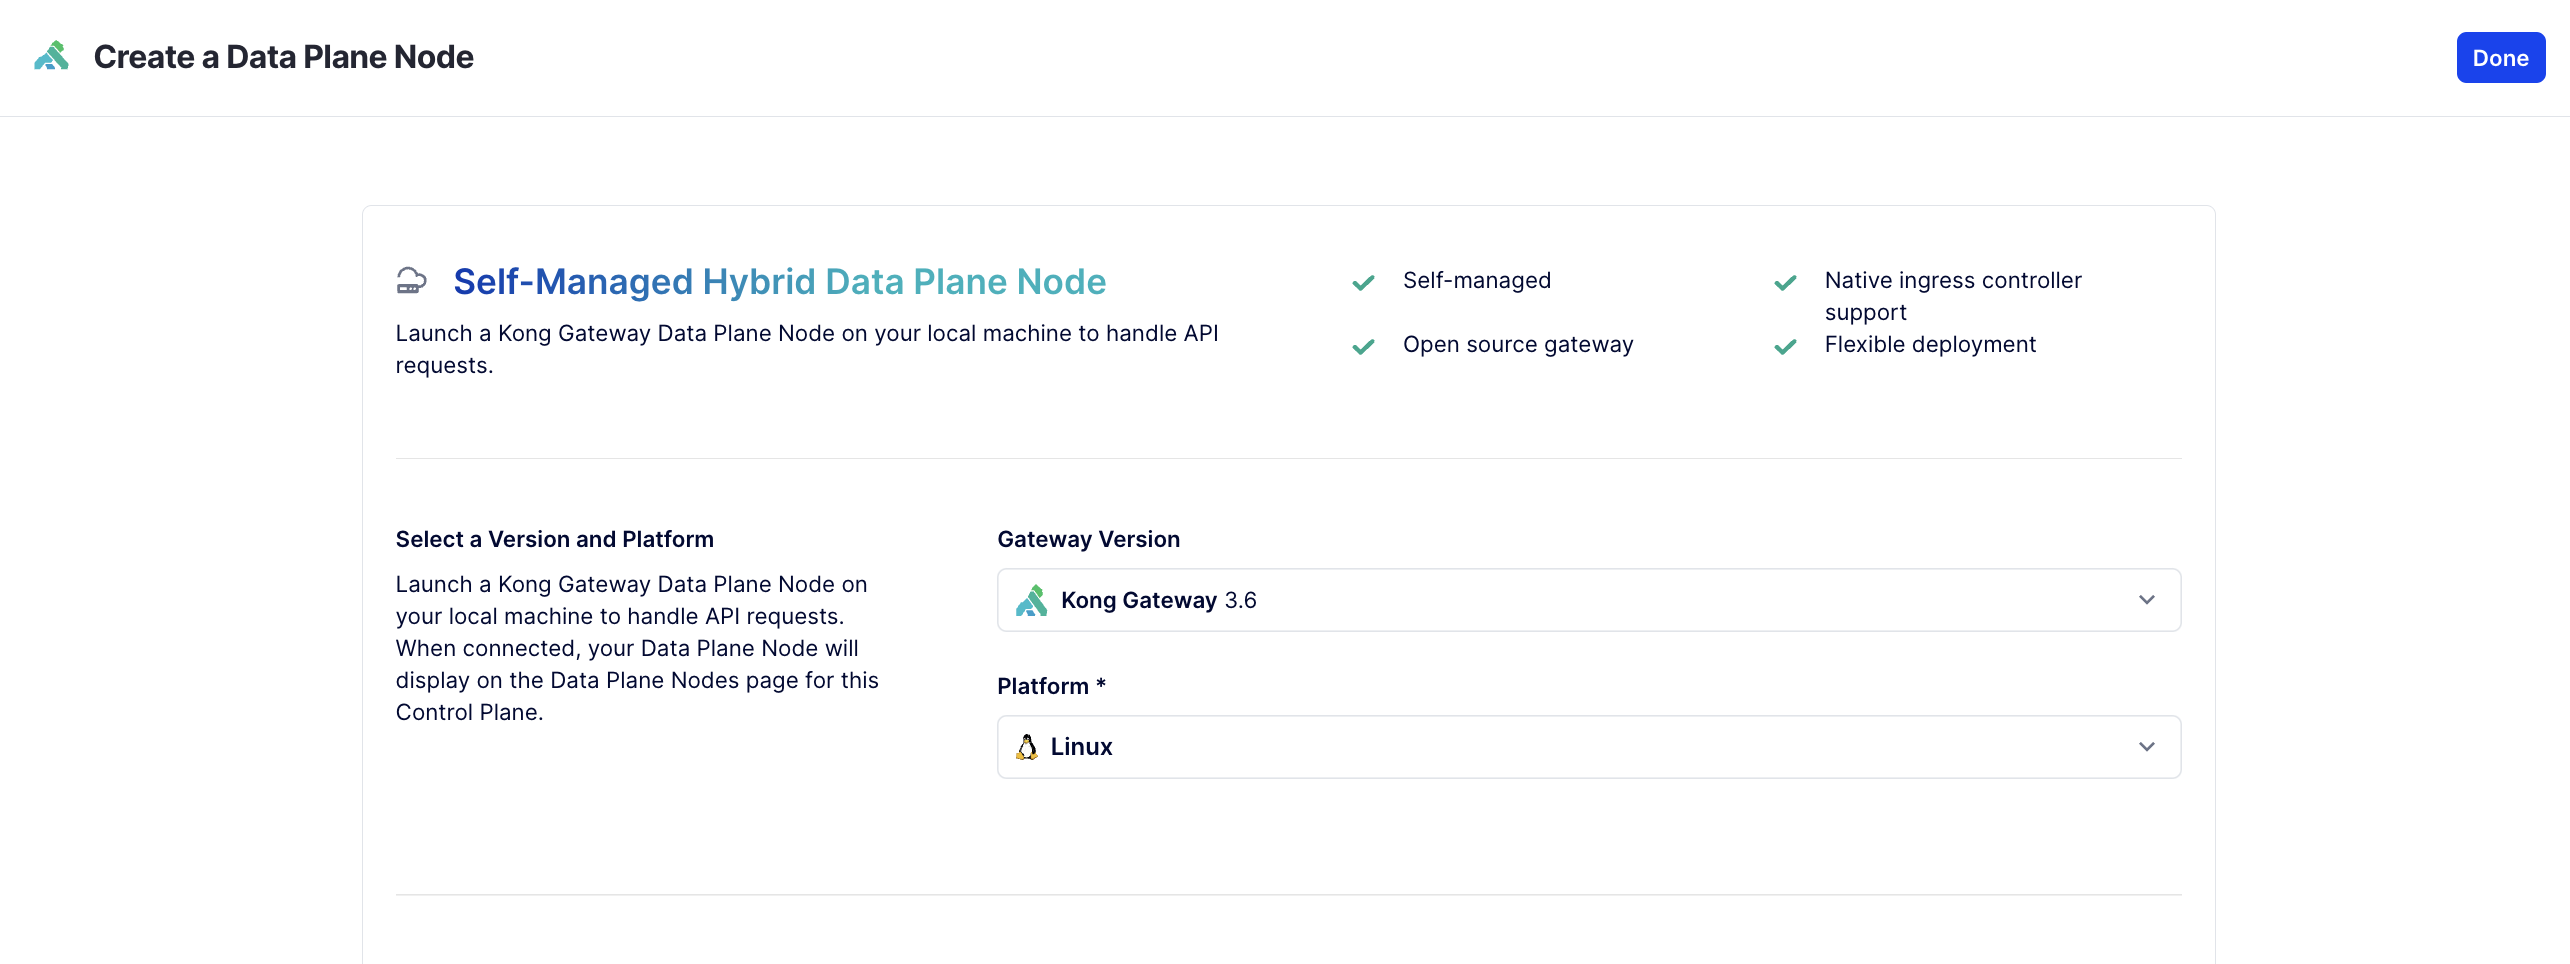 Create a Data Plane Node
Done
Self-Managed Hybrid Data Plane Node
Launch a Kong Gateway Data Plane Node on your local machine to handle API
requests.
Self-managed
Native ingress controller
support
Open source gateway
Flexible deployment
Select a Version and Platform
Launch a Kong Gateway Data Plane Node on
your local machine to handle API requests.
When connected, your Data Plane Node will
display on the Data Plane Nodes page for this
Control Plane.
Gateway Version
Kong Gateway 3.6
Platform *
Linux